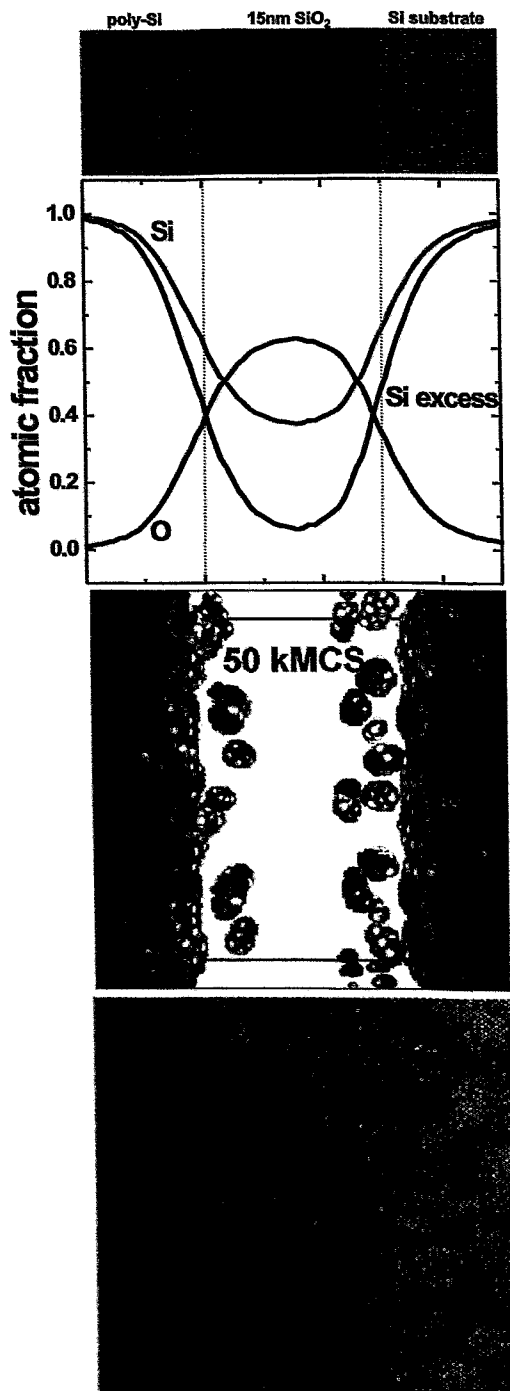 poly-Si 15nm SiO₂ Si substrate
1.0
0.8
0.6
0.4
0.2
0.0
atomic fraction
Si
Si excess
O
50 kMCS